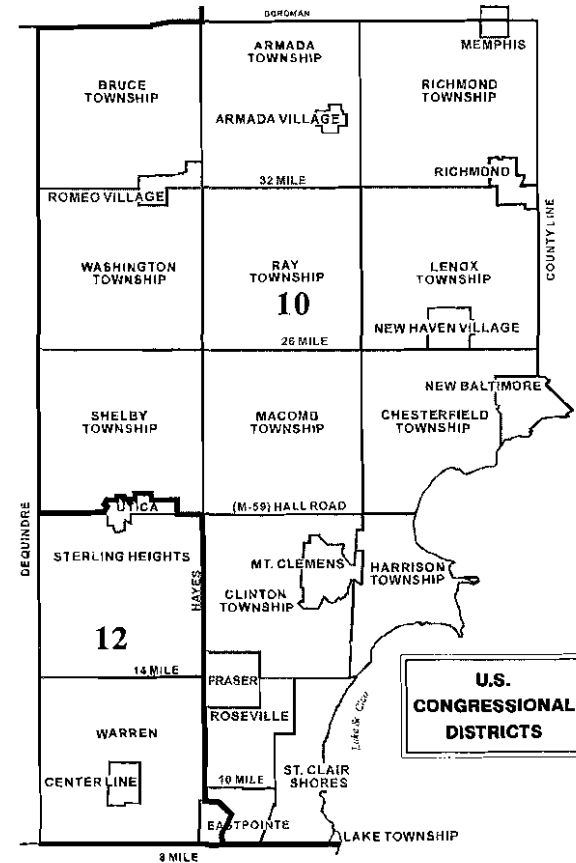 BORDMAN
ARMADA
TOWNSHIP
MEMPHIS
BRUCE
TOWNSHIP
RICHMOND
TOWNSHIP
ARMADA VILLAGE
RICHMOND
32 MILE
ROMEO VILLAGE
COUNTY LINE
WASHINGTON
TOWNSHIP
RAY
TOWNSHIP
LENOX
TOWNSHIP
10
NEW HAVEN VILLAGE
26 MILE
NEW BALTIMORE
SHELBY
TOWNSHIP
MACOMB
TOWNSHIP
CHESTERFIELD
TOWNSHIP
UTICA
(M-59) HALL ROAD
DEQUINDRE
STERLING HEIGHTS
HAYES
MT. CLEMENS
HARRISON
TOWNSHIP
CLINTON
TOWNSHIP
12
14 MILE
FRASER
U.S.
CONGRESSIONAL
DISTRICTS
ROSEVILLE
Lake St. Clair
WARREN
ST. CLAIR
SHORES
CENTER LINE
10 MILE
EASTPOINTE
LAKE TOWNSHIP
8 MILE